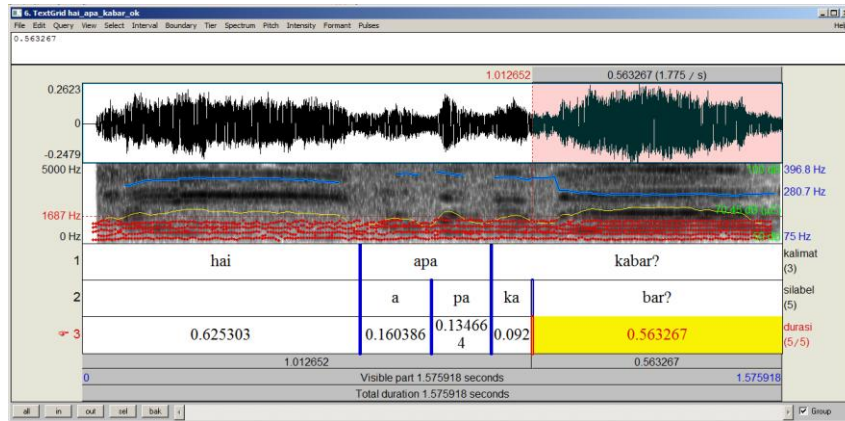 6. TextGrid hai_apa_kabar_ok
File Edit Query View Select Interval Boundary Tier Spectrum Pitch Intensity Formant Pulses Help
0.563267
1.012652 0.563267 (1.775 / s)
0.2623
0
-0.2479
5000 Hz 396.8 Hz
280.7 Hz
1687 Hz
0 Hz 75 Hz
1 hai apa kabar? kalimat
(3)
2 a pa ka bar? silabel
(5)
3 0.625303 0.160386 0.13466 0.092 0.563267 durasi
4 (5/5)
1.012652 0.563267
0 Visible part 1.575918 seconds 1.575918
Total duration 1.575918 seconds
all in out sel bak Group